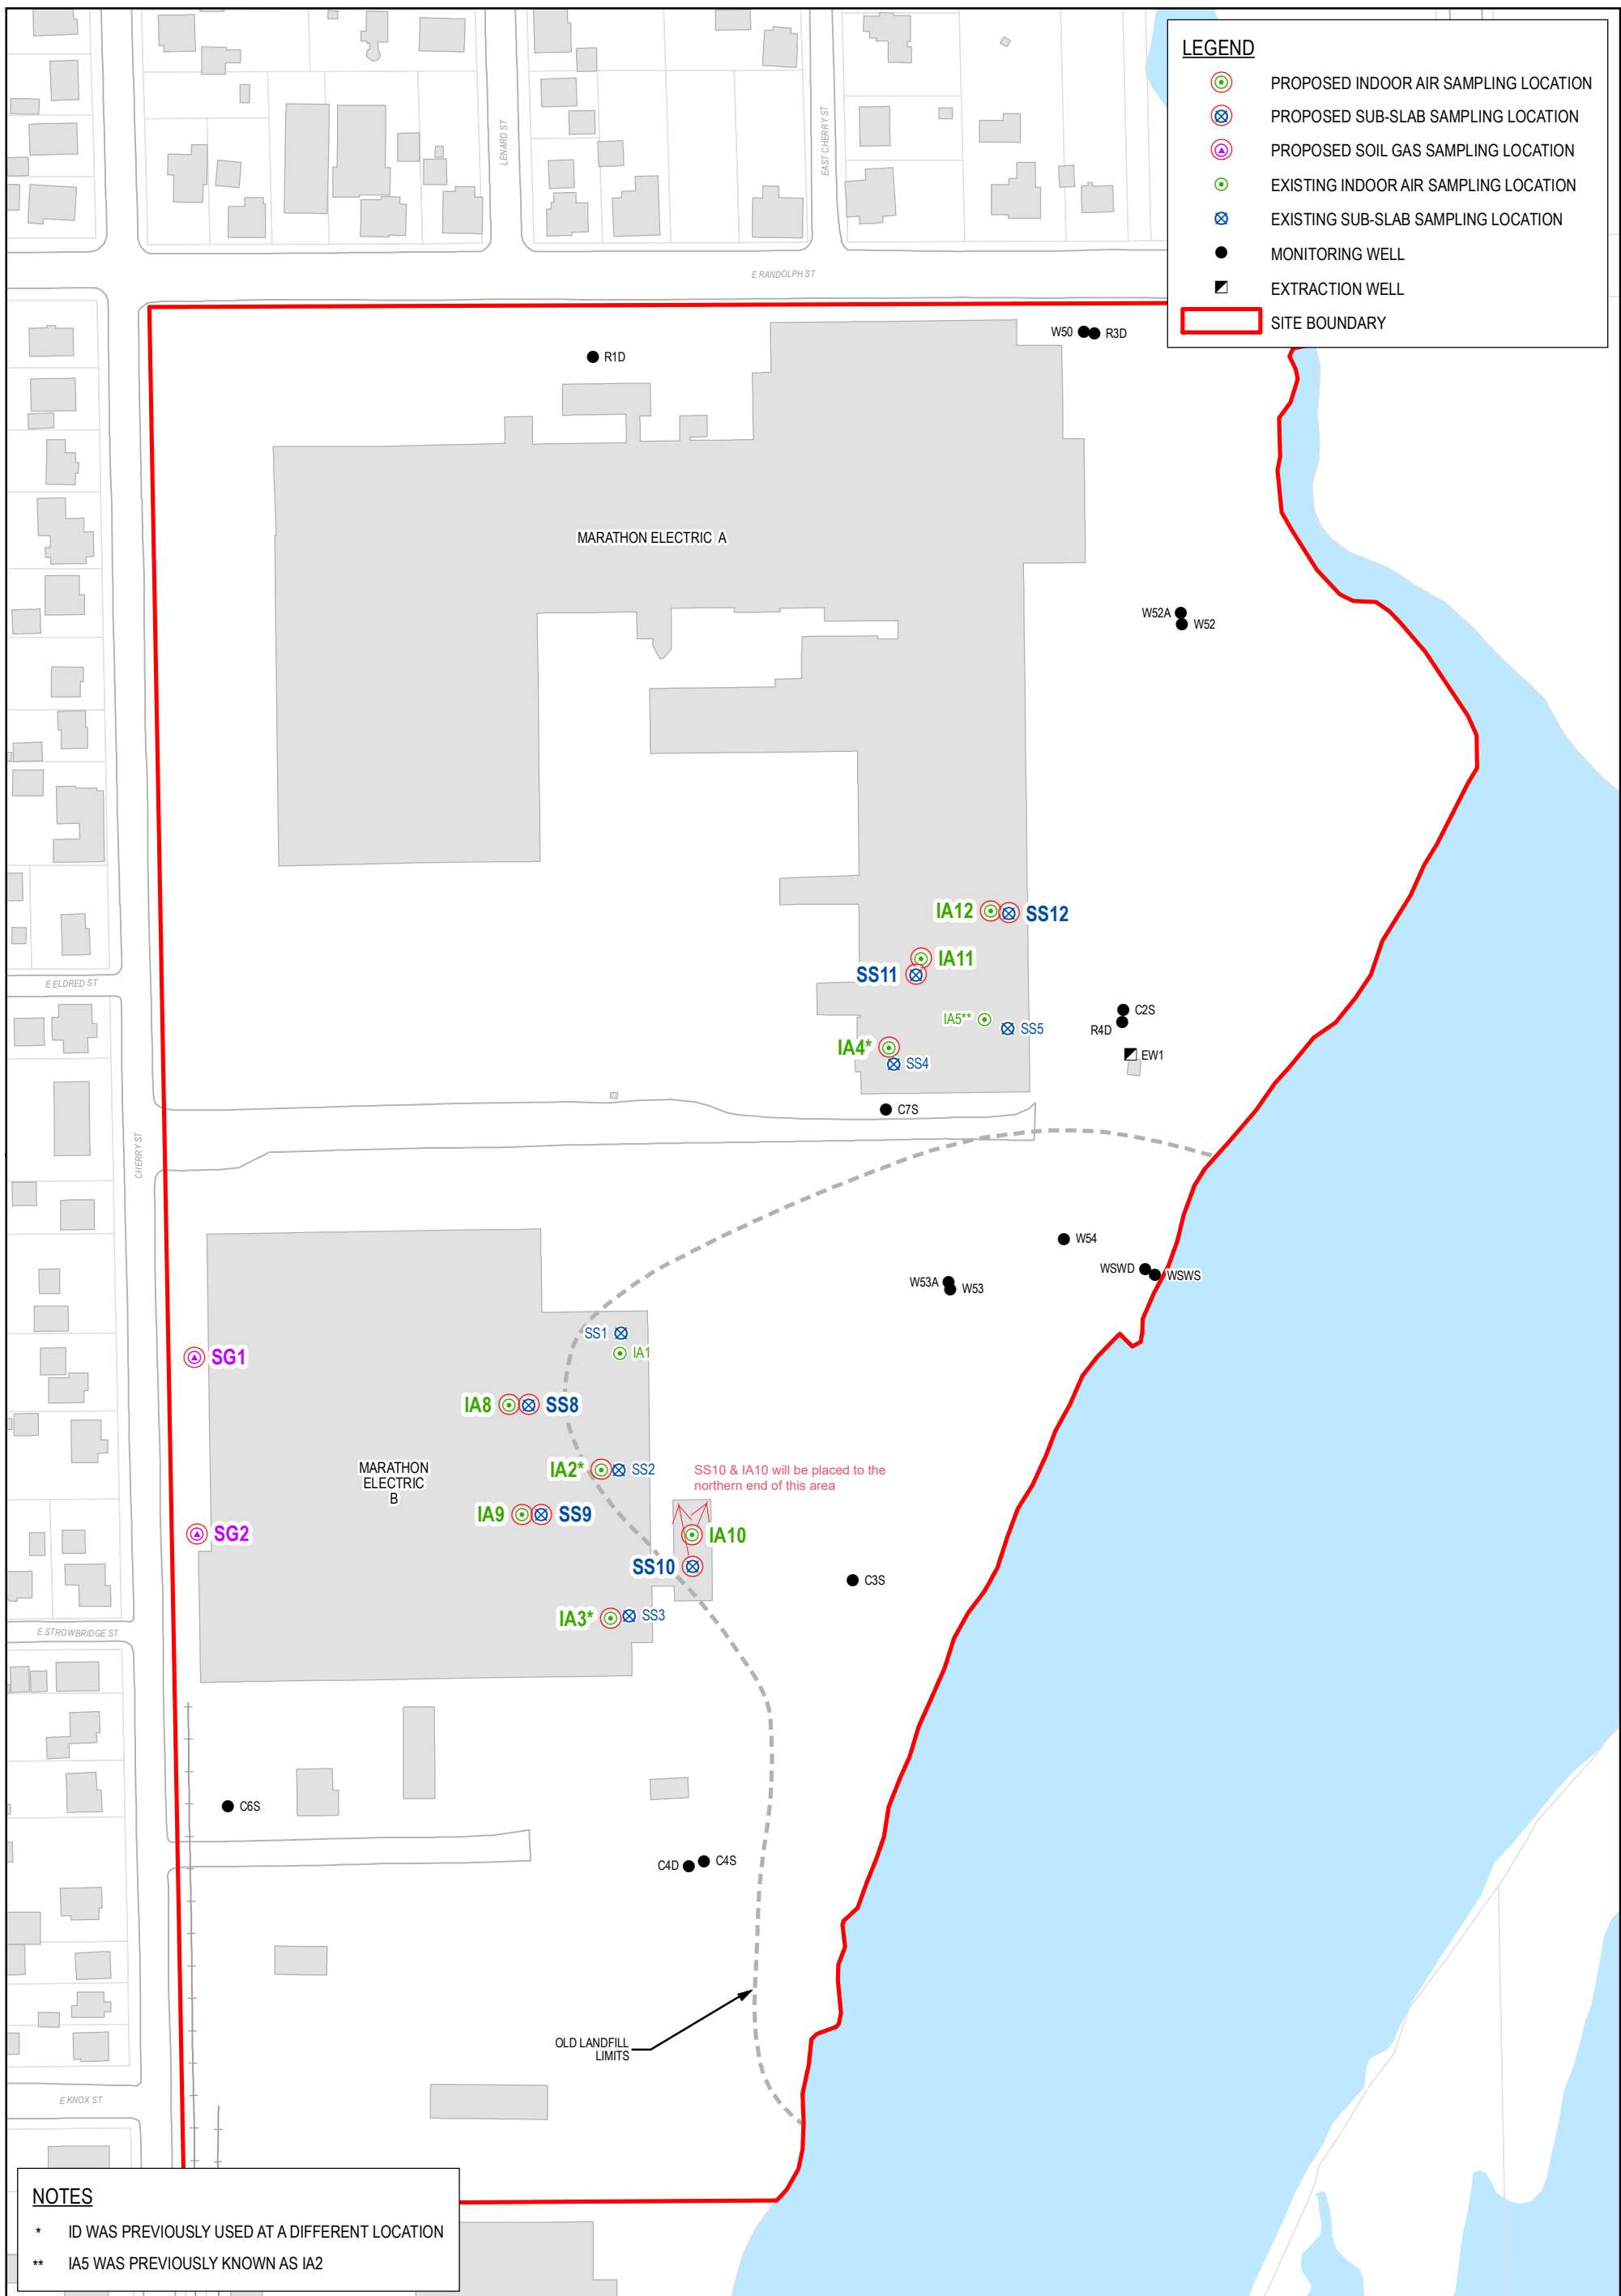 LEGEND
PROPOSED INDOOR AIR SAMPLING LOCATION
PROPOSED SUB-SLAB SAMPLING LOCATION
PROPOSED SOIL GAS SAMPLING LOCATION
EXISTING INDOOR AIR SAMPLING LOCATION
EXISTING SUB-SLAB SAMPLING LOCATION
MONITORING WELL
EXTRACTION WELL
SITE BOUNDARY
LENARD ST
EAST CHERRY ST
E RANDOLPH ST
W50
R3D
R1D
MARATHON ELECTRIC A
W52A
W52
IA12
SS12
IA11
SS11
E ELDRED ST
IA5**
SS5
C2S
R4D
IA4*
SS4
EW1
C7S
CHERRY ST
W54
WSWD
WSWS
W53A
W53
SS1
IA1
SG1
IA8
SS8
MARATHON
ELECTRIC
B
IA2*
SS2
SS10 & IA10 will be placed to the
northern end of this area
IA9
SS9
SG2
IA10
SS10
C3S
IA3*
SS3
E STROWBRIDGE ST
C6S
C4D
C4S
OLD LANDFILL
LIMITS
E KNOX ST
NOTES
* ID WAS PREVIOUSLY USED AT A DIFFERENT LOCATION
** IA5 WAS PREVIOUSLY KNOWN AS IA2